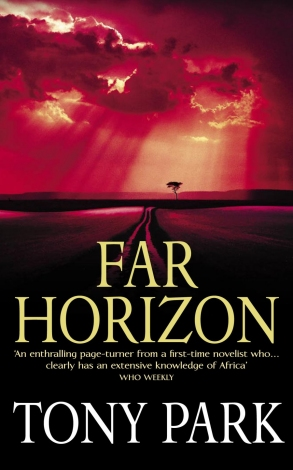 FAR
HORIZON
'An enthralling page-turner from a first-time novelist who...
clearly has an extensive knowledge of Africa'
WHO WEEKLY
TONY PARK